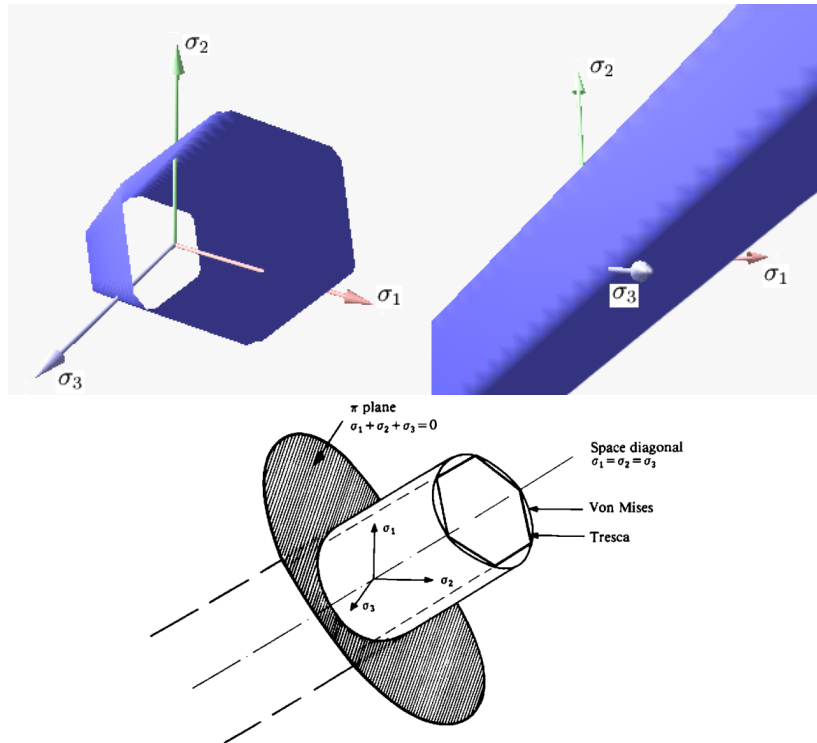 σ₂
σ₁
σ₃
σ₂
σ₃
σ₁
π plane
σ₁ + σ₂ + σ₃ = 0
Space diagonal
σ₁ = σ₂ = σ₃
Von Mises
Tresca
σ₁
σ₂
σ₃